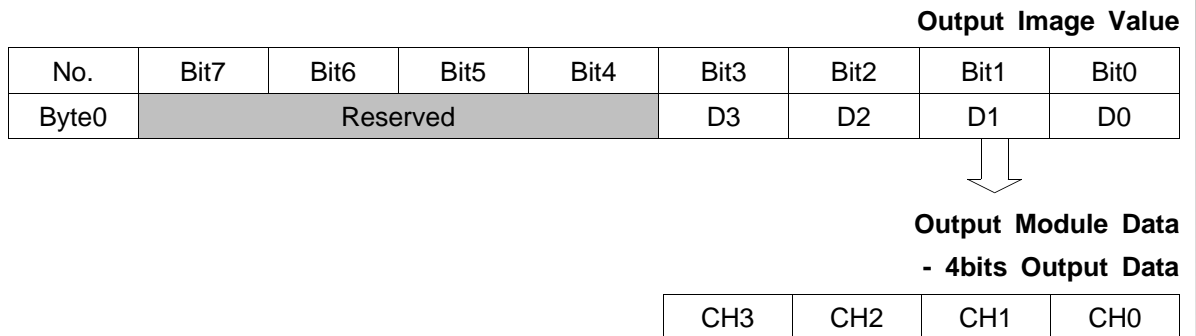 Output Image Value
No. Bit7 Bit6 Bit5 Bit4 Bit3 Bit2 Bit1 Bit0
Byte0 Reserved D3 D2 D1 D0
Output Module Data
- 4bits Output Data
CH3 CH2 CH1 CH0